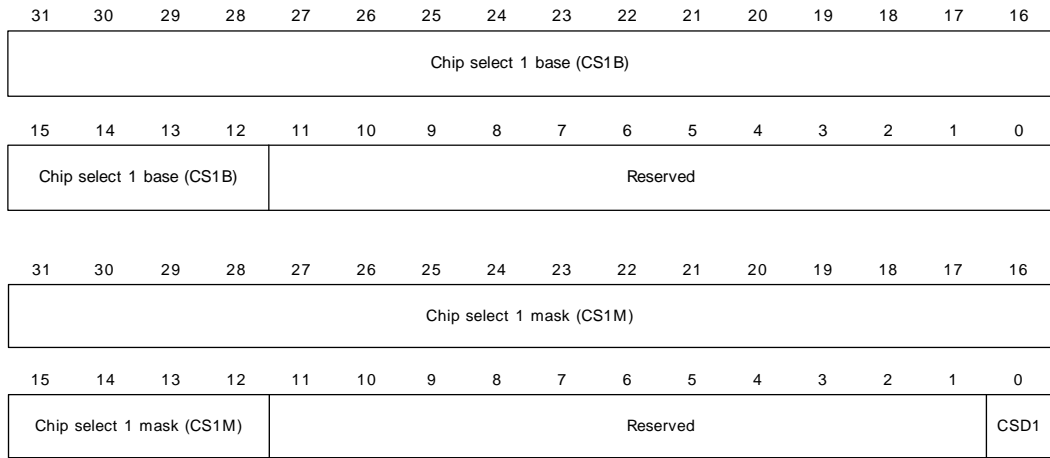 31 30 29 28 27 26 25 24 23 22 21 20 19 18 17 16
Chip select 1 base (CS1B)
15 14 13 12 11 10 9 8 7 6 5 4 3 2 1 0
Chip select 1 base (CS1B) Reserved
31 30 29 28 27 26 25 24 23 22 21 20 19 18 17 16
Chip select 1 mask (CS1M)
15 14 13 12 11 10 9 8 7 6 5 4 3 2 1 0
Chip select 1 mask (CS1M) Reserved CSD1